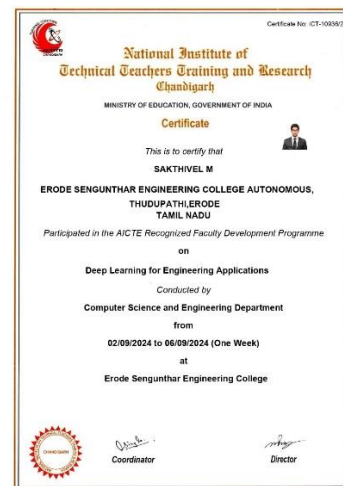 Certificate No: ICT-10936/2
National Institute of
Technical Teachers Training and Research
Chandigarh
MINISTRY OF EDUCATION, GOVERNMENT OF INDIA
Certificate
This is to certify that
SAKTHIVEL M
ERODE SENGUNTHAR ENGINEERING COLLEGE AUTONOMOUS,
THUDUPATHI,ERODE
TAMIL NADU
Participated in the AICTE Recognized Faculty Development Programme
on
Deep Learning for Engineering Applications
Conducted by
Computer Science and Engineering Department
from
02/09/2024 to 06/09/2024 (One Week)
at
Erode Sengunthar Engineering College
CHANDIGARH
Coordinator
Director